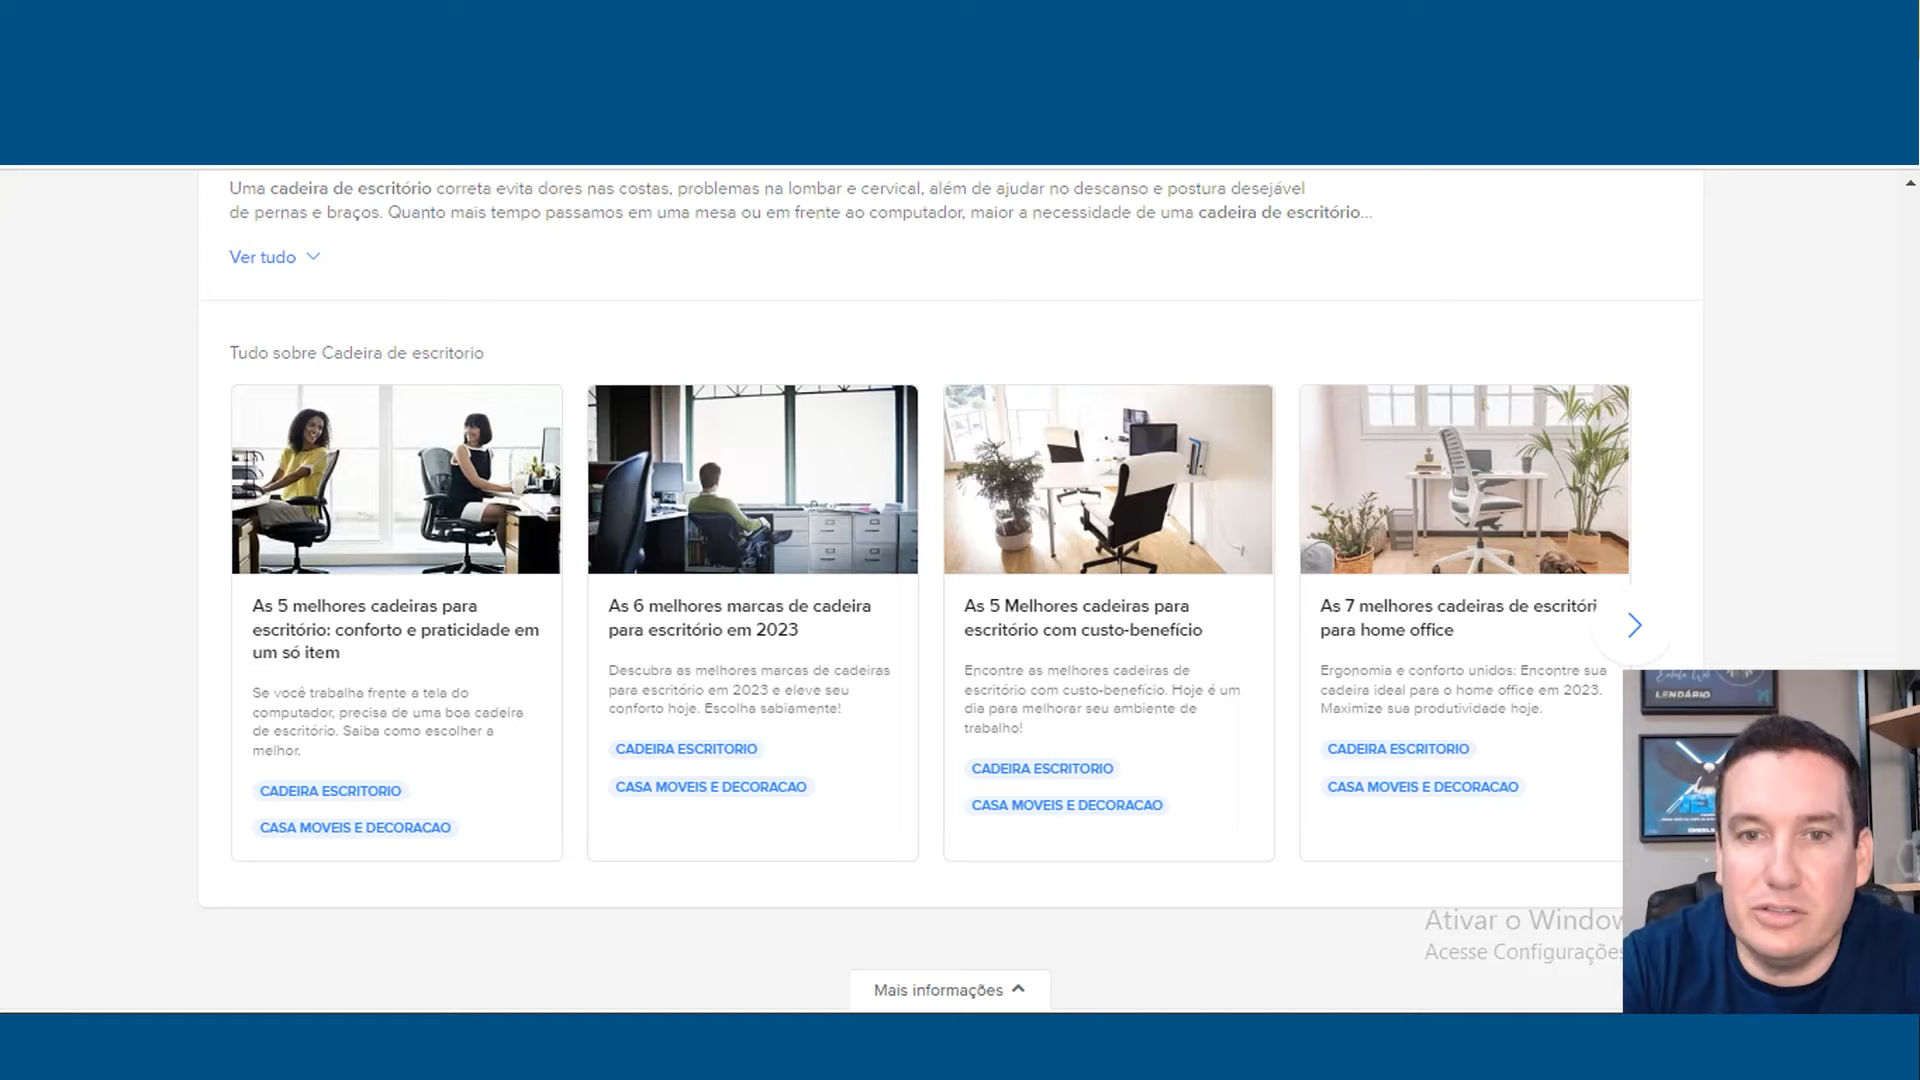 Uma cadeira de escritório correta evita dores nas costas, problemas na lombar e cervical, além de ajudar no descanso e postura desejável
de pernas e braços. Quanto mais tempo passamos em uma mesa ou em frente ao computador, maior a necessidade de uma cadeira de escritório...
Ver tudo
Tudo sobre Cadeira de escritorio
As 5 melhores cadeiras para
escritório: conforto e praticidade em
um só item
Se você trabalha frente a tela do
computador, precisa de uma boa cadeira
de escritório. Saiba como escolher a
melhor.
CADEIRA ESCRITORIO
CASA MOVEIS E DECORACAO
As 6 melhores marcas de cadeira
para escritório em 2023
Descubra as melhores marcas de cadeiras
para escritório em 2023 e eleve seu
conforto hoje. Escolha sabiamente!
CADEIRA ESCRITORIO
CASA MOVEIS E DECORACAO
As 5 Melhores cadeiras para
escritório com custo-benefício
Encontre as melhores cadeiras de
escritório com custo-benefício. Hoje é um
dia para melhorar seu ambiente de
trabalho!
CADEIRA ESCRITORIO
CASA MOVEIS E DECORACAO
As 7 melhores cadeiras de escritóri
para home office
Ergonomia e conforto unidos: Encontre sua
cadeira ideal para o home office em 2023.
Maximize sua produtividade hoje.
CADEIRA ESCRITORIO
CASA MOVEIS E DECORACAO
LENDÁRIO
Ativar o Window
Acesse Configurações
Mais informações